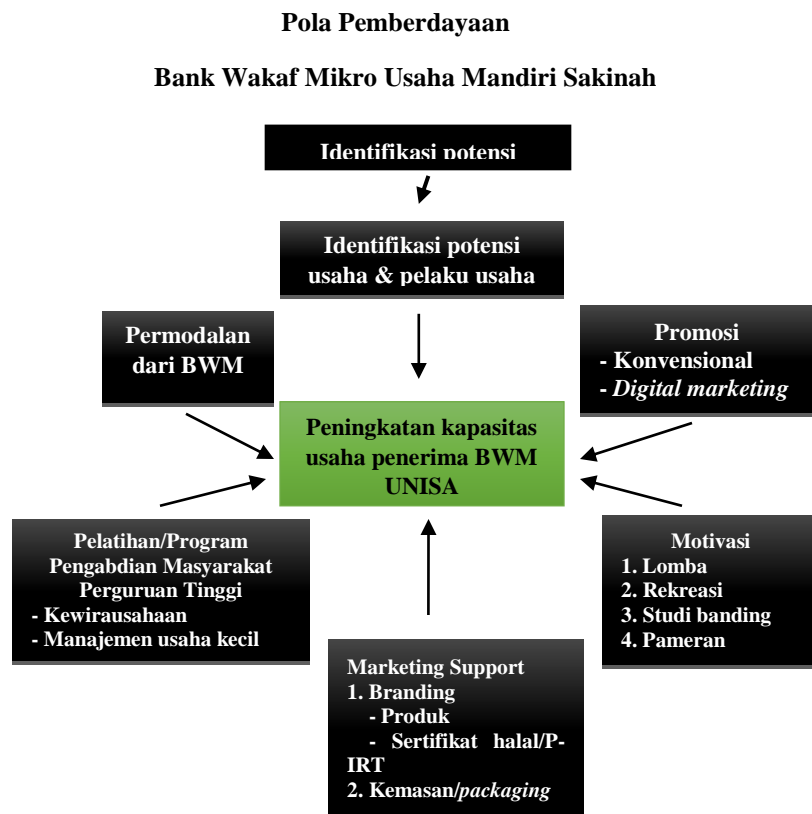 Pola Pemberdayaan
Bank Wakaf Mikro Usaha Mandiri Sakinah
Identifikasi potensi
Identifikasi potensi
usaha & pelaku usaha
Permodalan
dari BWM
Promosi
- Konvensional
- Digital marketing
Peningkatan kapasitas
usaha penerima BWM
UNISA
Pelatihan/Program
Pengabdian Masyarakat
Perguruan Tinggi
- Kewirausahaan
- Manajemen usaha kecil
Motivasi
1. Lomba
2. Rekreasi
3. Studi banding
4. Pameran
Marketing Support
1. Branding
- Produk
- Sertifikat halal/P-
IRT
2. Kemasan/packaging